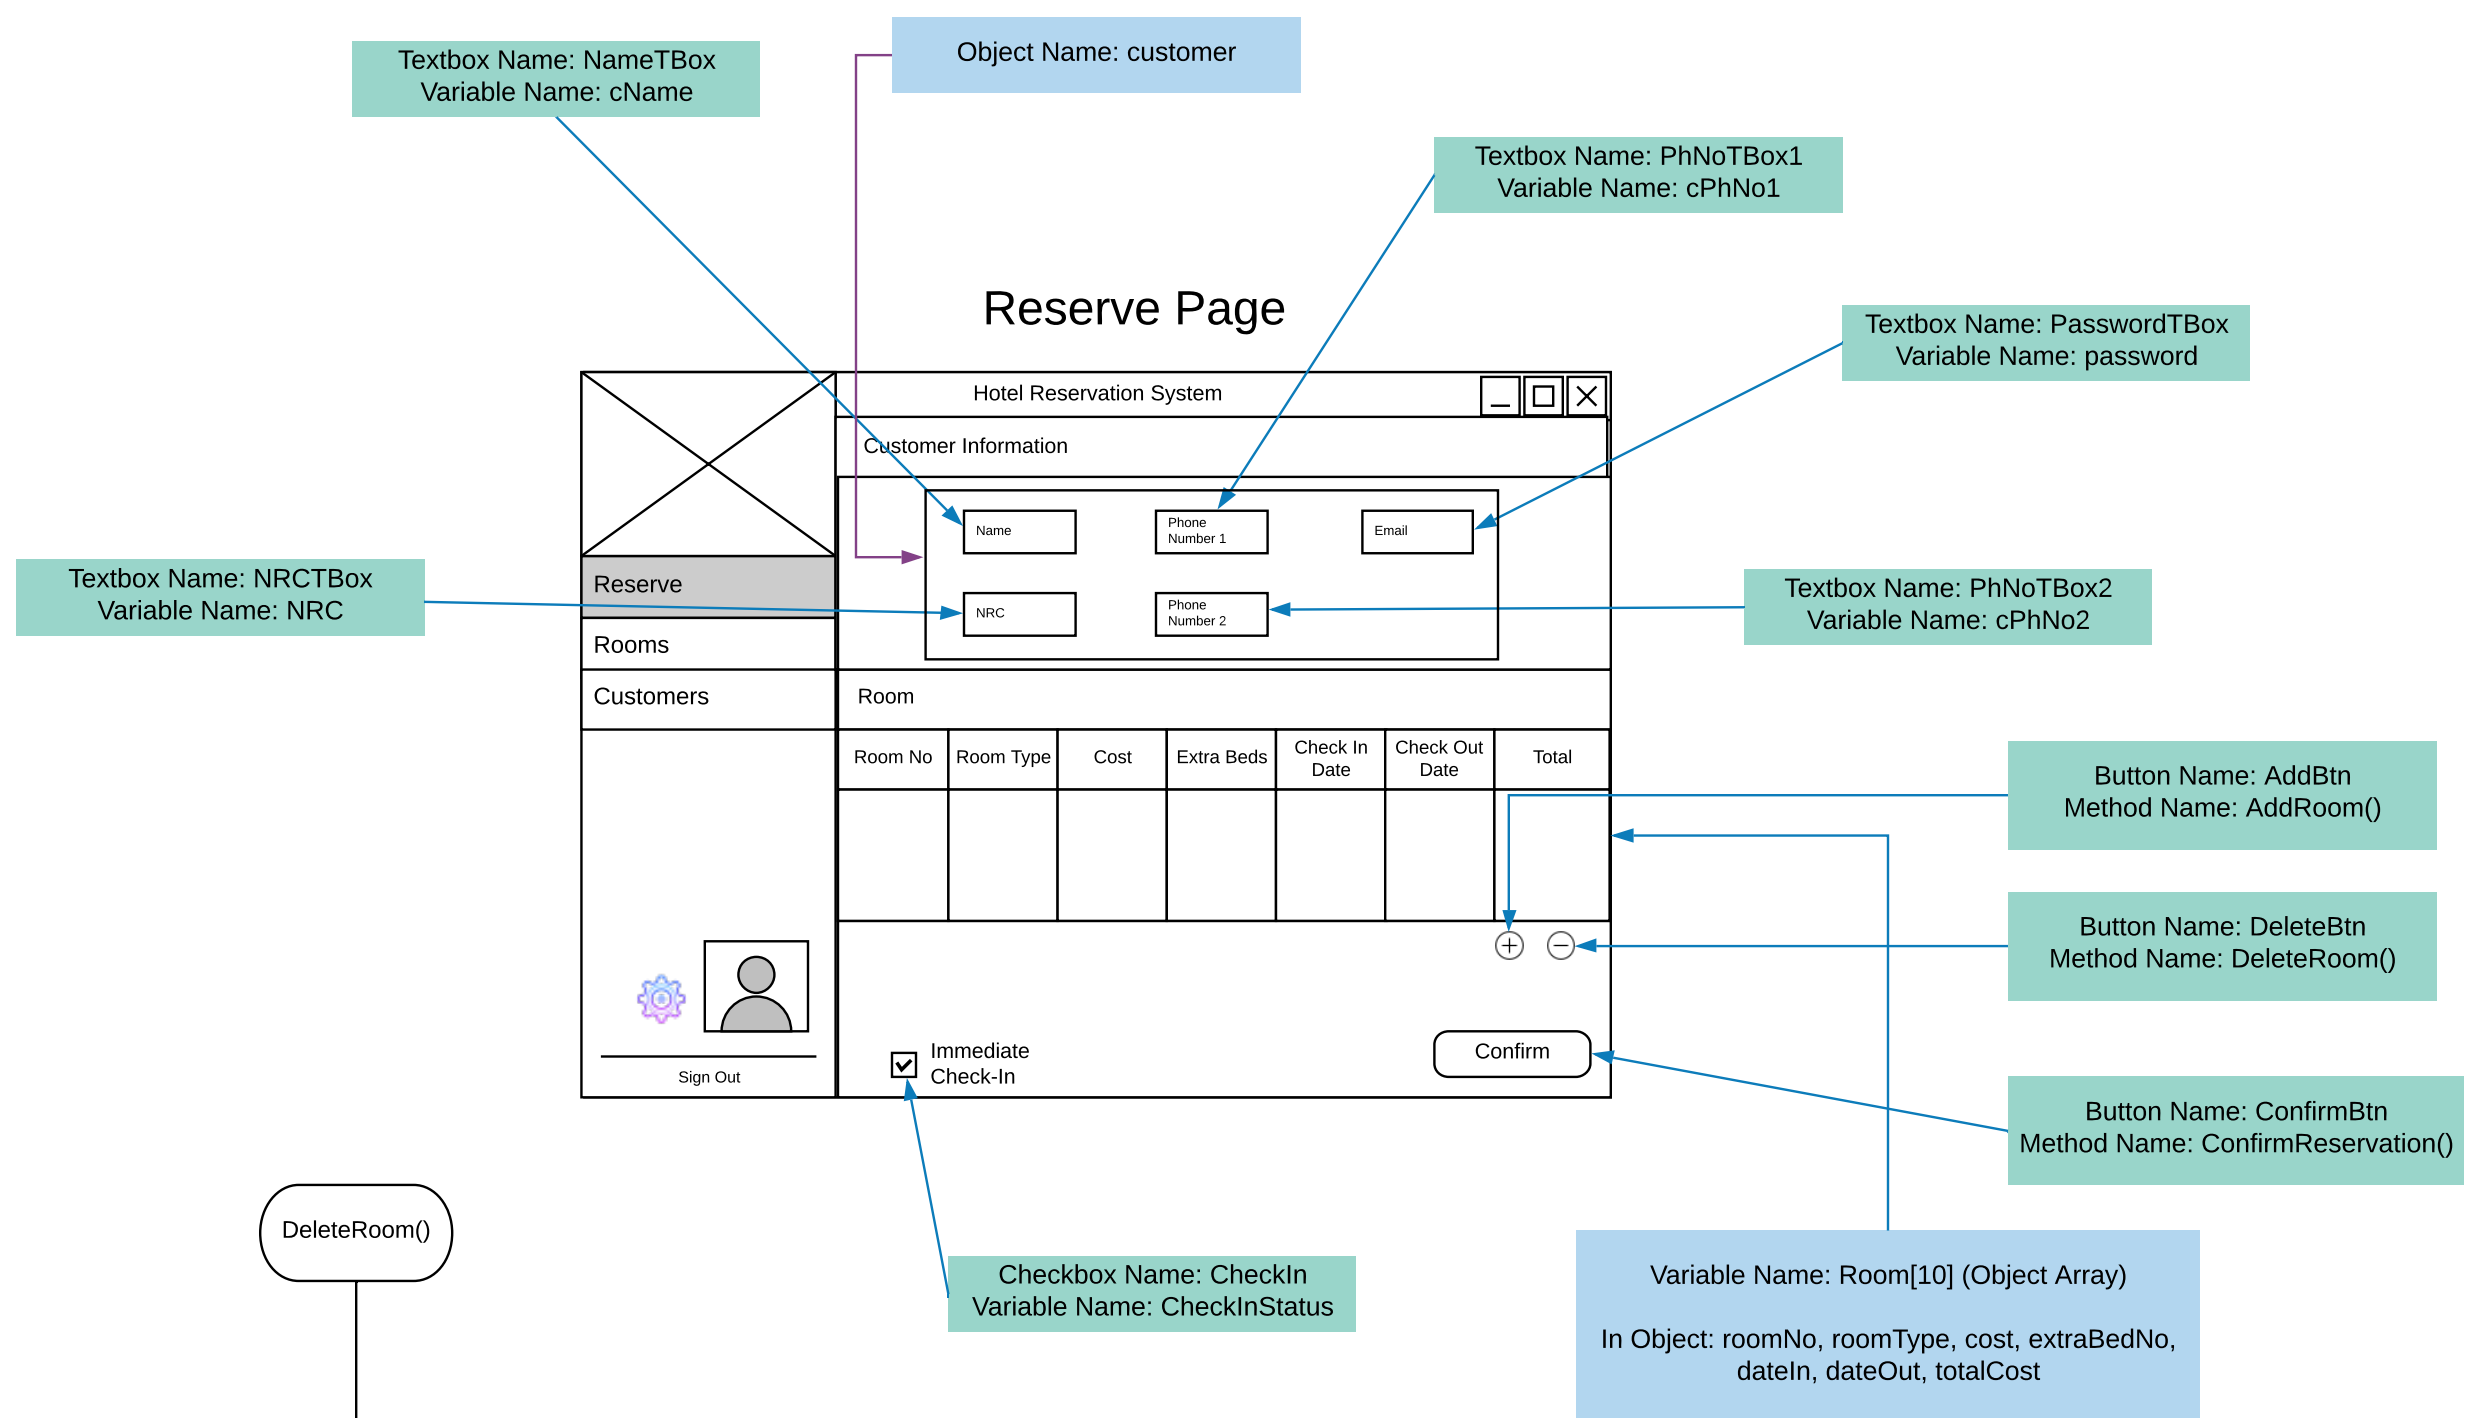 Object Name: customer
Textbox Name: NameTBox
Variable Name: cName
Textbox Name: PhNoTBox1
Variable Name: cPhNo1
Reserve Page
Textbox Name: PasswordTBox
Variable Name: password
Hotel Reservation System
Customer Information
Name
Phone
Number 1
Email
Textbox Name: NRCTBox
Variable Name: NRC
NRC
Phone
Number 2
Textbox Name: PhNoTBox2
Variable Name: cPhNo2
Reserve
Rooms
Customers
Room
Room No
Room Type
Cost
Extra Beds
Check In
Date
Check Out
Date
Total
Button Name: AddBtn
Method Name: AddRoom()
Button Name: DeleteBtn
Method Name: DeleteRoom()
Immediate
Check-In
Confirm
Sign Out
Button Name: ConfirmBtn
Method Name: ConfirmReservation()
DeleteRoom()
Checkbox Name: CheckIn
Variable Name: CheckInStatus
Variable Name: Room[10] (Object Array)
In Object: roomNo, roomType, cost, extraBedNo,
dateIn, dateOut, totalCost